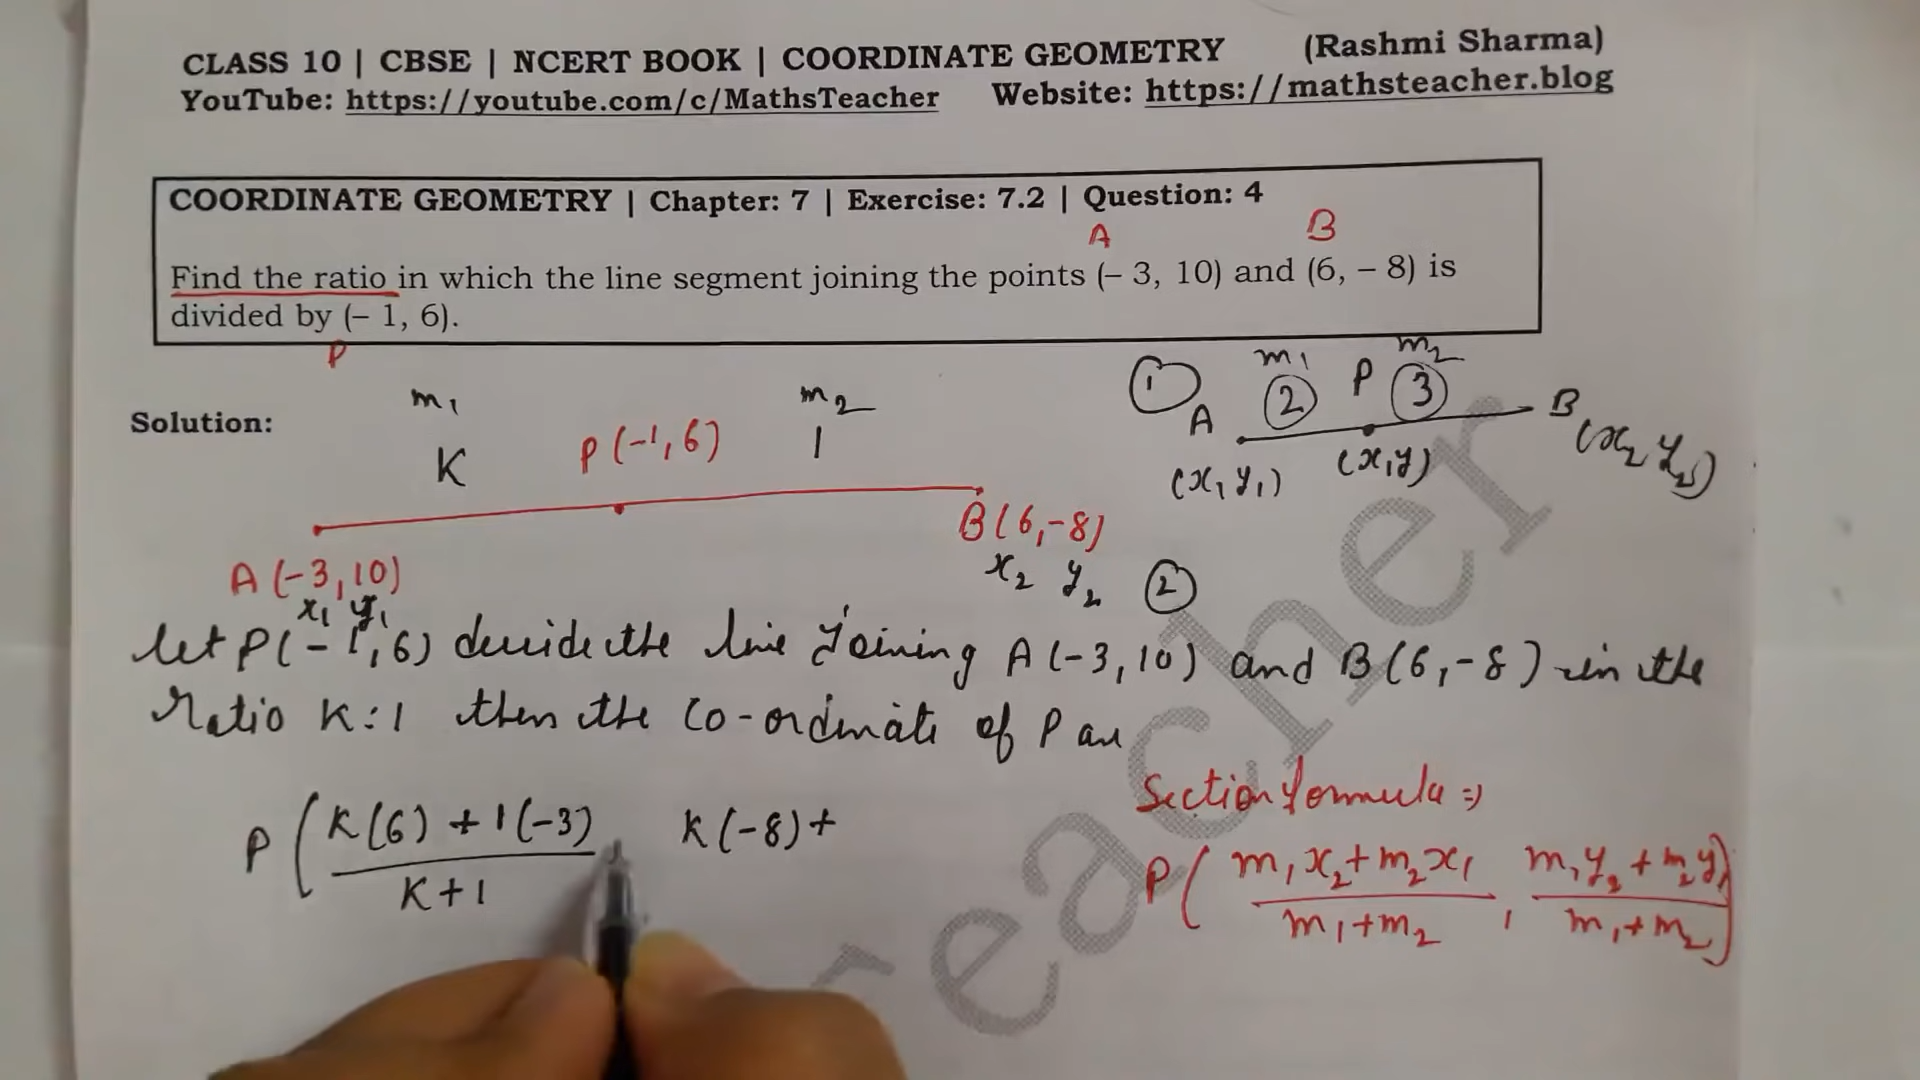 CLASS 10 | CBSE | NCERT BOOK | COORDINATE GEOMETRY (Rashmi Sharma)
YouTube: https://youtube.com/c/MathsTeacher Website: https://mathsteacher.blog
COORDINATE GEOMETRY | Chapter: 7 | Exercise: 7.2 | Question: 4
A B
Find the ratio in which the line segment joining the points (– 3, 10) and (6, – 8) is
divided by (– 1, 6).
P
Solution:
m₁ m₂
K P(-1,6) 1
A(-3,10) B(6,-8)
x₁ y₁ x₂ y₂ ②
① m₁ m₂
A ② P ③ B
(x₁ y₁) (x,y) (x₂ y₂)
let P(-1,6) divide the line joining A(-3,10) and B(6,-8) in the
Ratio K:1 then the Co-ordinate of P are
P(K(6)+1(-3) K(-8)+
K+1
Section formula ⇒
P(m₁x₂+m₂x₁ , m₁y₂+m₂y₁)
m₁+m₂ m₁+m₂
eacher